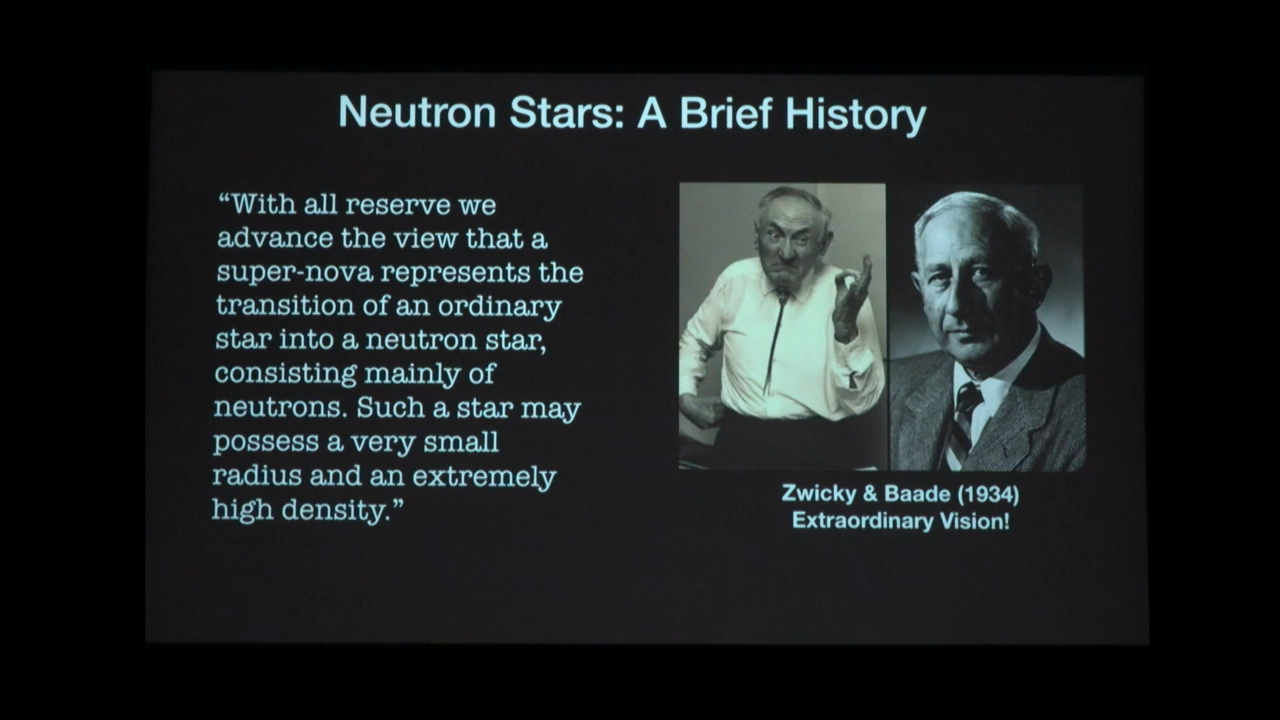 Neutron Stars: A Brief History
“With all reserve we
advance the view that a
super-nova represents the
transition of an ordinary
star into a neutron star,
consisting mainly of
neutrons. Such a star may
possess a very small
radius and an extremely
high density.”
Zwicky & Baade (1934)
Extraordinary Vision!